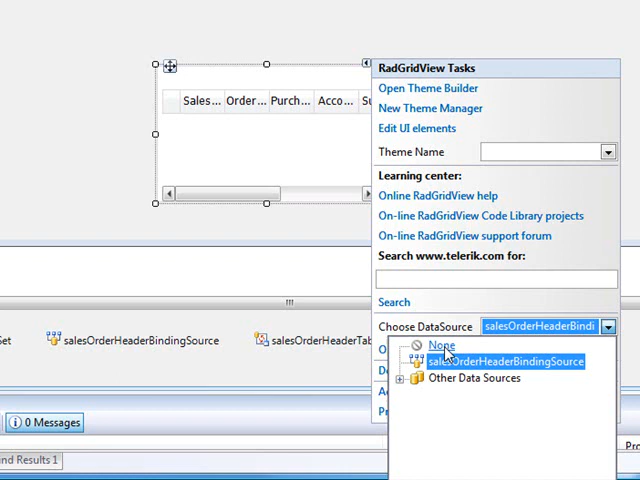 RadGridView Tasks
Open Theme Builder
New Theme Manager
Edit UI elements
Theme Name
Learning center:
Online RadGridView help
On-line RadGridView Code Library projects
On-line RadGridView support forum
Search www.telerik.com for:
Search
Choose DataSource salesOrderHeaderBindi
None
salesOrderHeaderBindingSource
Other Data Sources
Sales... Order ... Purch... Acco...
salesOrderHeaderBindingSource
salesOrderHeaderTab
0 Messages
nd Results 1